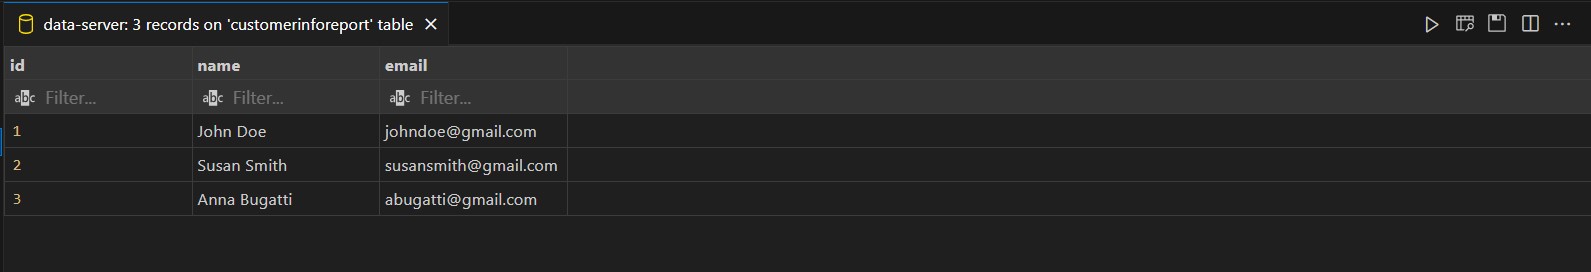 data-server: 3 records on 'customerinforeport' table
id name email
abc Filter... abc Filter... abc Filter...
1 John Doe johndoe@gmail.com
2 Susan Smith susansmith@gmail.com
3 Anna Bugatti abugatti@gmail.com